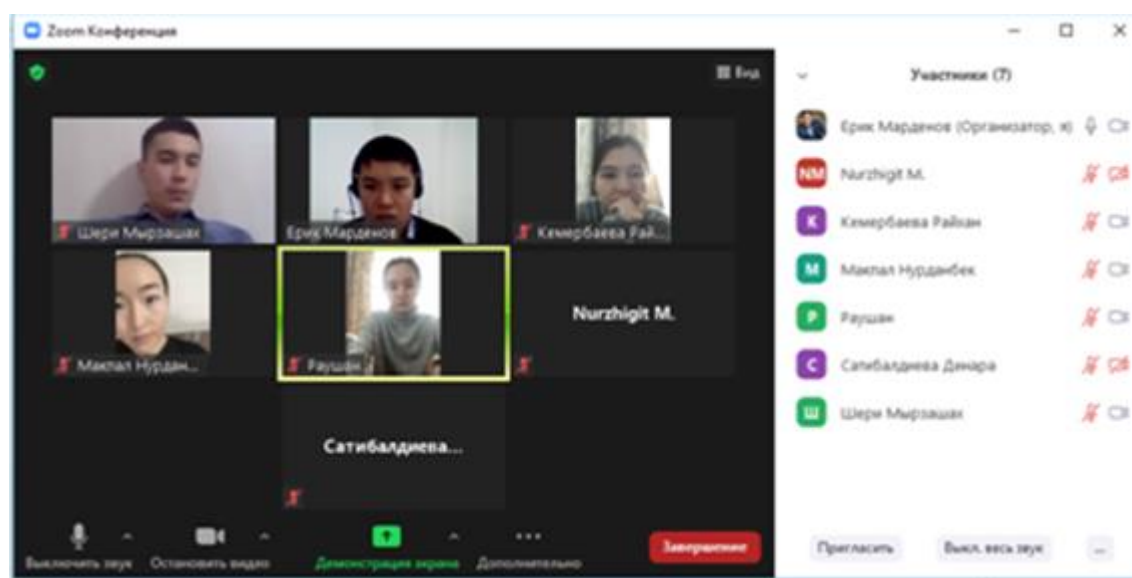 Zoom Конференция
Вид
Шери Мырзашах
Ерик Марденов
Кемербаева Рай...
Макпал Нурдан...
Раушан
Nurzhigit M.
Сатибалдиева...
Выключить звук
Остановить видео
Демонстрация экрана
Дополнительно
Завершение
Участники (7)
Ерик Марденов (Организатор, я)
NM Nurzhigit M.
К Кемербаева Райхан
М Макпал Нурданбек
Р Раушан
С Сатибалдиева Динара
Ш Шери Мырзашах
Пригласить
Выкл. весь звук
...